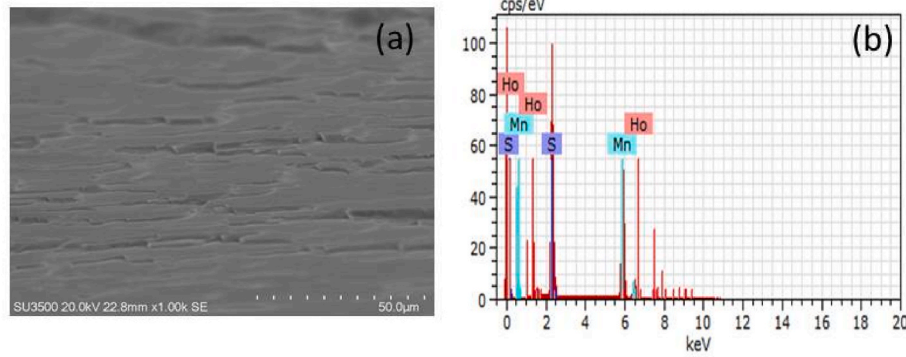 (a)
SU3500 20.0kV 22.8mm x1.00k SE
50.0µm
cps/eV
(b)
100
80
60
40
20
0
Ho
Ho
Ho
Mn
Mn
S
S
0 2 4 6 8 10 12 14 16 18 20
keV